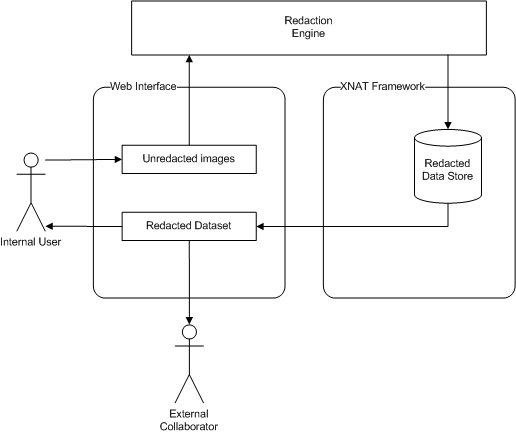 Redaction
Engine
Web Interface
XNAT Framework
Unredacted images
Redacted
Data Store
Redacted Dataset
Internal User
External
Collaborator